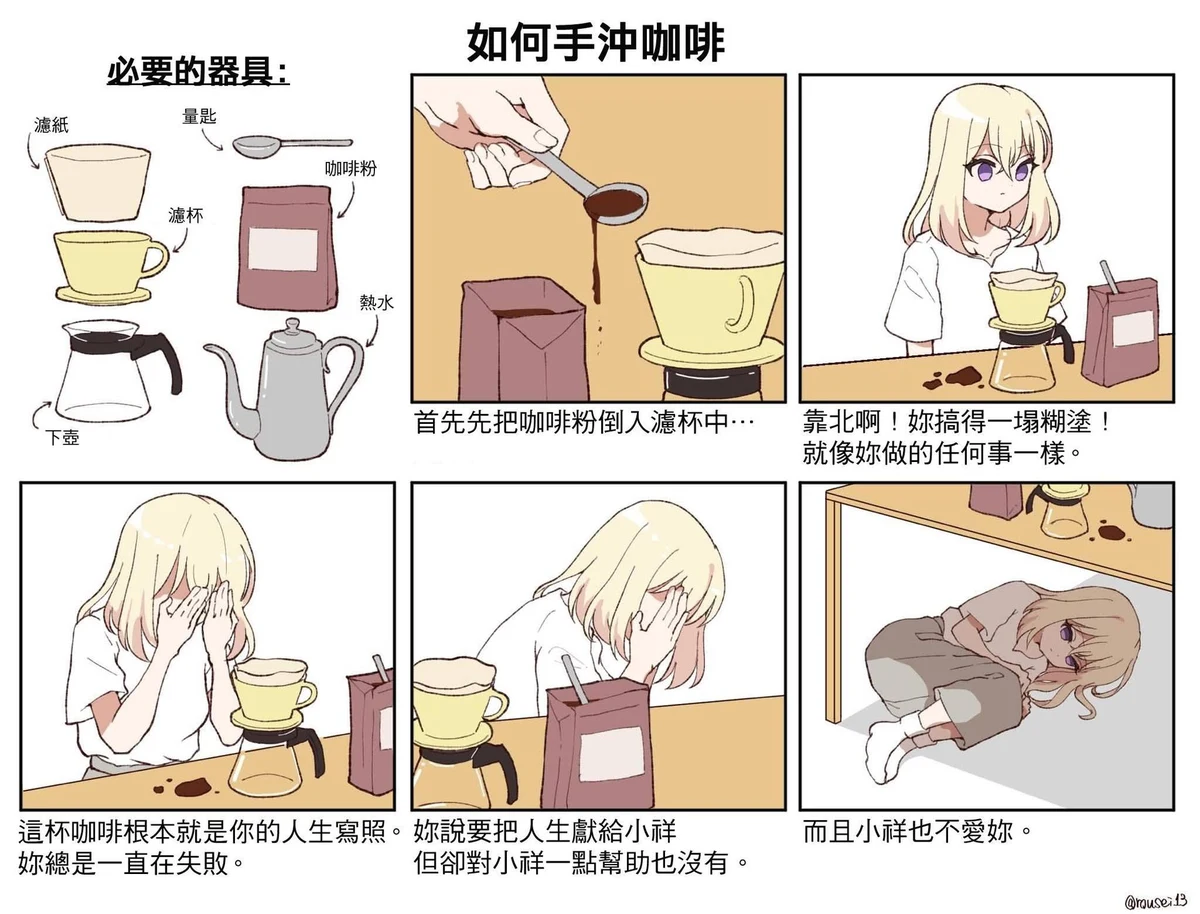 如何手沖咖啡
必要的器具：
濾紙
量匙
咖啡粉
濾杯
熱水
下壺
首先先把咖啡粉倒入濾杯中…
靠北啊！妳搞得一塌糊塗！
就像妳做的任何事一樣。
這杯咖啡根本就是你的人生寫照。
妳總是一直在失敗。
妳說要把人生獻給小祥
但卻對小祥一點幫助也沒有。
而且小祥也不愛妳。
@rousei_13